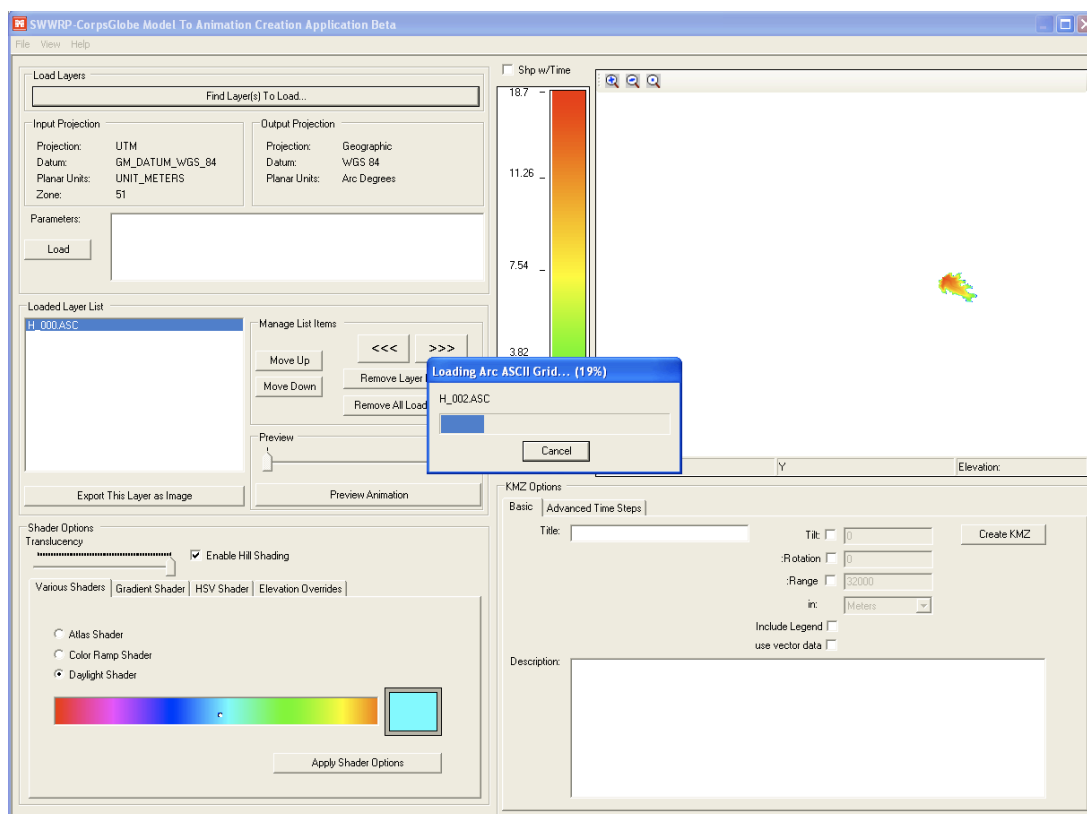 SWWRP-CorpsGlobe Model To Animation Creation Application Beta
File View Help
Load Layers
Find Layer(s) To Load...
Input Projection
Projection: UTM
Datum: GM_DATUM_WGS_84
Planar Units: UNIT_METERS
Zone: 51
Output Projection
Projection: Geographic
Datum: WGS 84
Planar Units: Arc Degrees
Parameters:
Load
Loaded Layer List
H_000.ASC
Manage List Items
<<< >>>
Move Up
Move Down
Remove Layer
Remove All Load
Preview
Export This Layer as Image
Preview Animation
Shader Options
Translucency
Enable Hill Shading
Various Shaders Gradient Shader HSV Shader Elevation Overrides
Atlas Shader
Color Ramp Shader
Daylight Shader
Apply Shader Options
Shp w/Time
18.7
11.26
7.54
3.82
Loading Arc ASCII Grid... (19%)
H_002.ASC
Cancel
Y Elevation:
KMZ Options
Basic Advanced Time Steps
Title:
Tilt: 0
Create KMZ
:Rotation 0
:Range 32000
in: Meters
Include Legend
use vector data
Description: